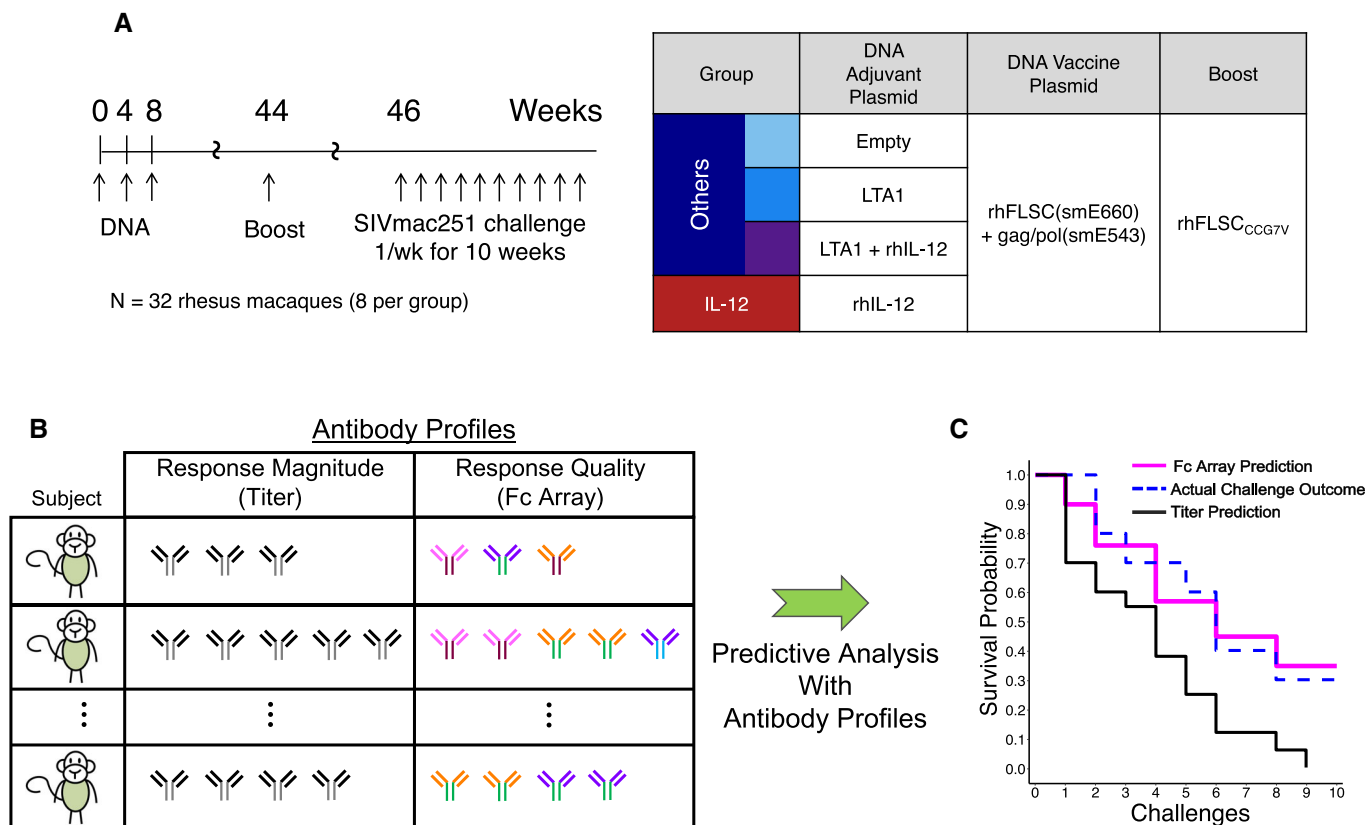 A
0 4 8 44 46 Weeks
DNA
Boost
SIVmac251 challenge
1/wk for 10 weeks
N = 32 rhesus macaques (8 per group)
Group
DNA
Adjuvant
Plasmid
DNA Vaccine
Plasmid
Boost
Others
Empty
LTA1
LTA1 + rhIL-12
IL-12
rhIL-12
rhFLSC(smE660)
+ gag/pol(smE543)
rhFLSCCCG7V
B
Antibody Profiles
Subject
Response Magnitude
(Titer)
Response Quality
(Fc Array)
Predictive Analysis
With
Antibody Profiles
C
Fc Array Prediction
Actual Challenge Outcome
Titer Prediction
Survival Probability
1.0
0.9
0.8
0.7
0.6
0.5
0.4
0.3
0.2
0.1
0.0
0 1 2 3 4 5 6 7 8 9 10
Challenges